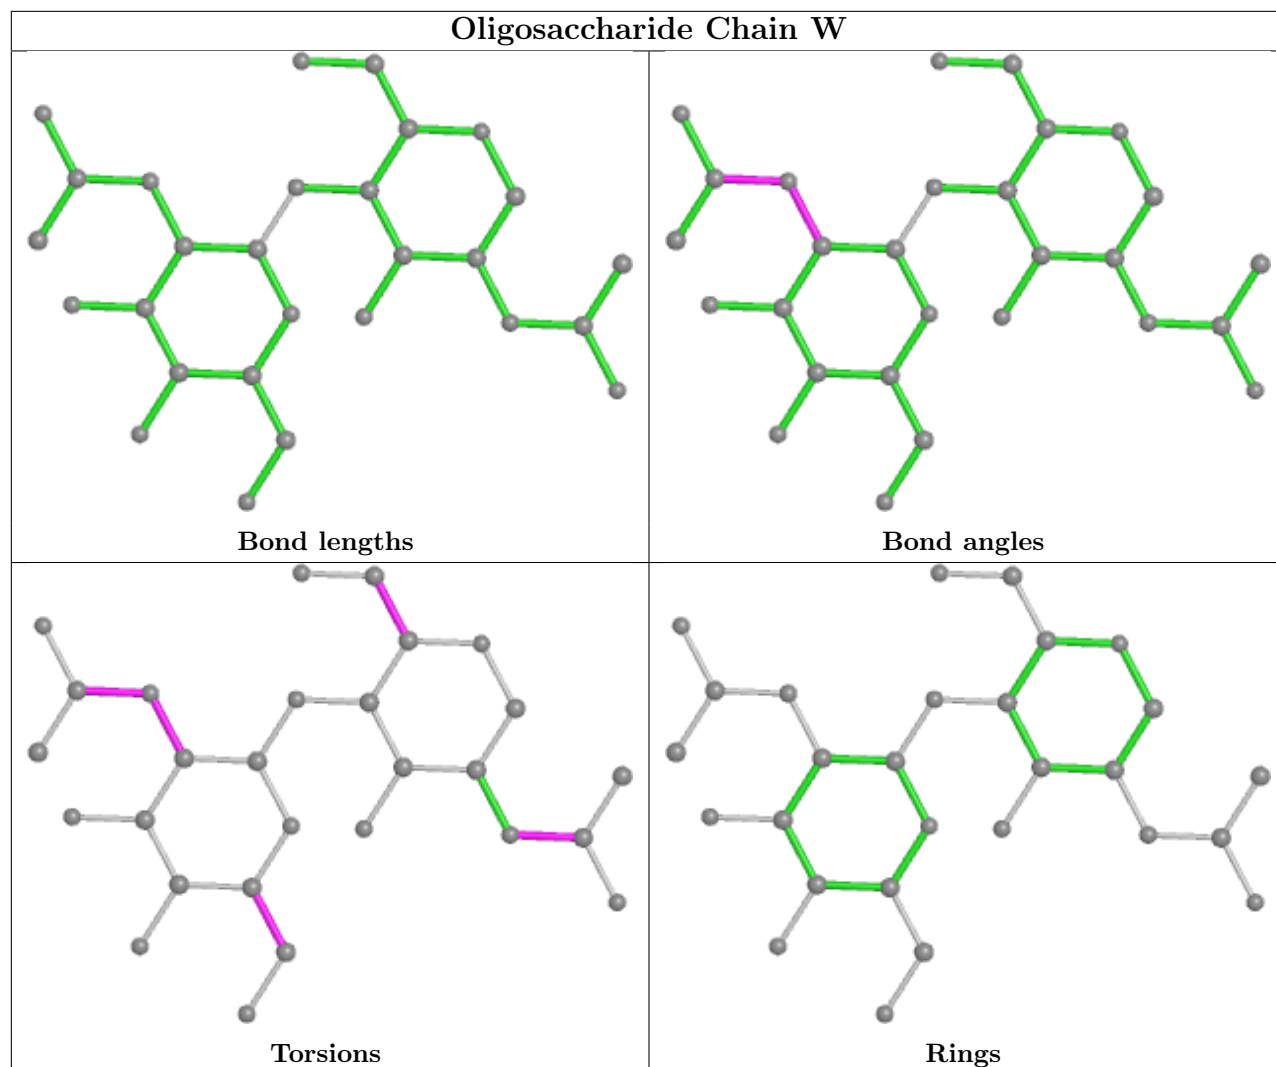 Oligosaccharide Chain W
Bond lengths
Bond angles
Torsions
Rings